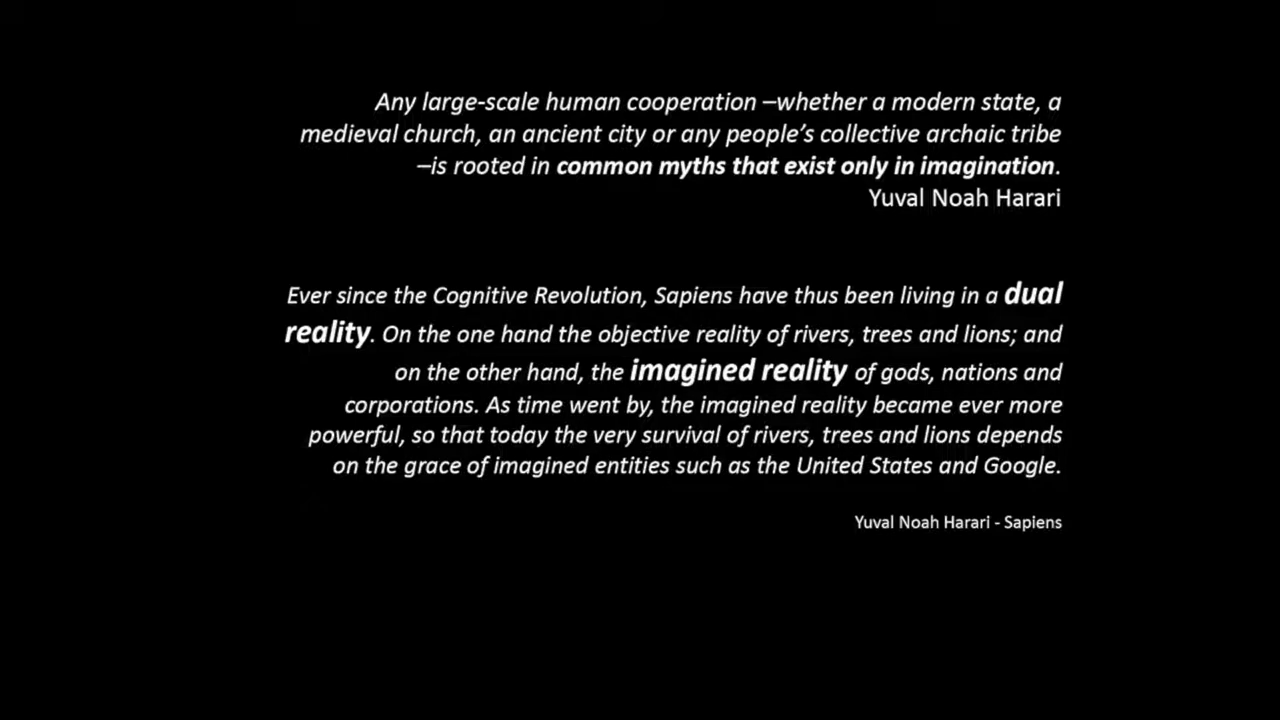 Any large-scale human cooperation –whether a modern state, a
medieval church, an ancient city or any people's collective archaic tribe
–is rooted in common myths that exist only in imagination.
Yuval Noah Harari
Ever since the Cognitive Revolution, Sapiens have thus been living in a dual
reality. On the one hand the objective reality of rivers, trees and lions; and
on the other hand, the imagined reality of gods, nations and
corporations. As time went by, the imagined reality became ever more
powerful, so that today the very survival of rivers, trees and lions depends
on the grace of imagined entities such as the United States and Google.
Yuval Noah Harari - Sapiens